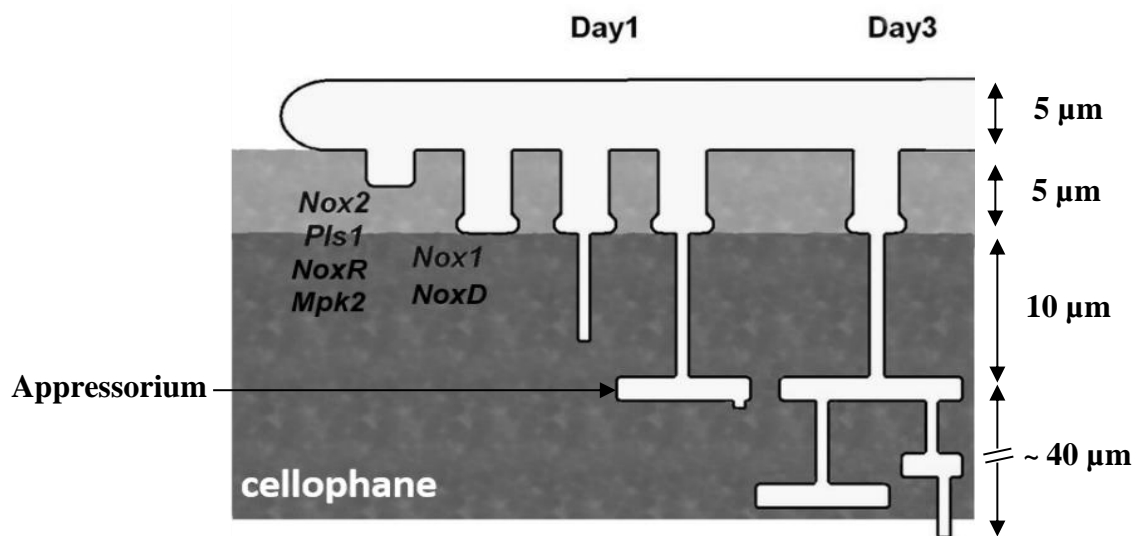 Day1
Day3
5 µm
5 µm
Nox2
Pls1
NoxR
Mpk2
Nox1
NoxD
10 µm
Appressorium
~ 40 µm
cellophane